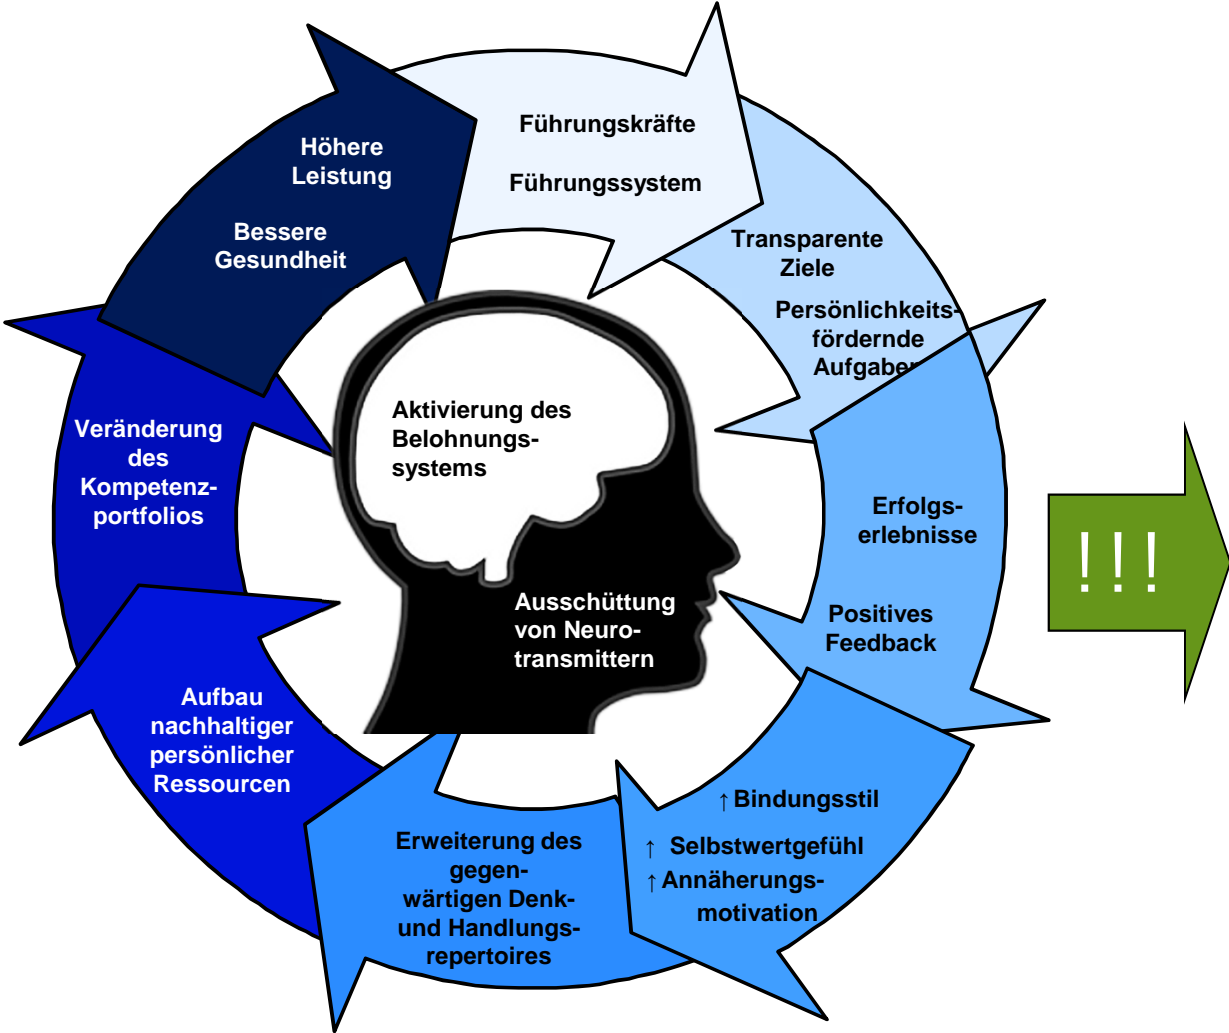 Führungskräfte
Führungssystem
Transparente
Ziele
Persönlichkeits-
fördernde
Aufgaben
Erfolgs-
erlebnisse
Positives
Feedback
!!!
↑Bindungsstil
↑ Selbstwertgefühl
↑Annäherungs-
motivation
Erweiterung des
gegen-
wärtigen Denk-
und Handlungs-
repertoires
Aufbau
nachhaltiger
persönlicher
Ressourcen
Veränderung
des
Kompetenz-
portfolios
Höhere
Leistung
Bessere
Gesundheit
Aktivierung des
Belohnungs-
systems
Ausschüttung
von Neuro-
transmittern